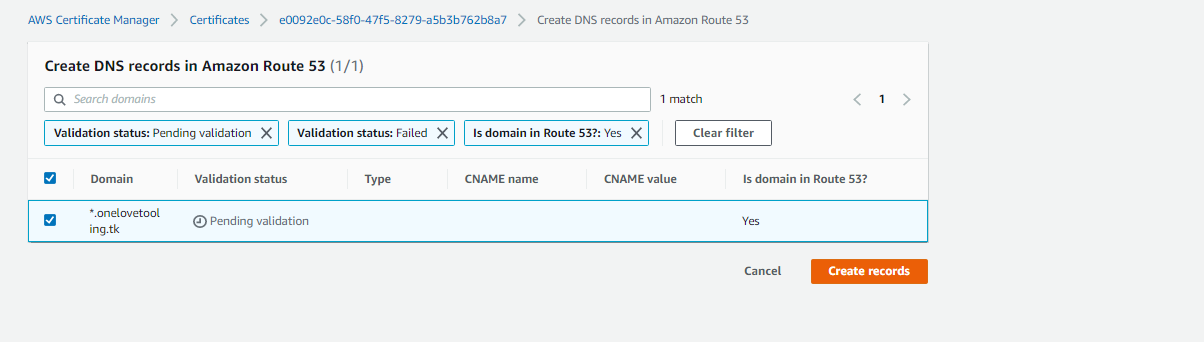 AWS Certificate Manager > Certificates > e0092e0c-58f0-47f5-8279-a5b3b762b8a7 > Create DNS records in Amazon Route 53
Create DNS records in Amazon Route 53 (1/1)
Search domains
1 match
< 1 >
Validation status: Pending validation X
Validation status: Failed X
Is domain in Route 53?: Yes X
Clear filter
Domain Validation status Type CNAME name CNAME value Is domain in Route 53?
*.onelovetool
ing.tk
Pending validation
Yes
Cancel
Create records